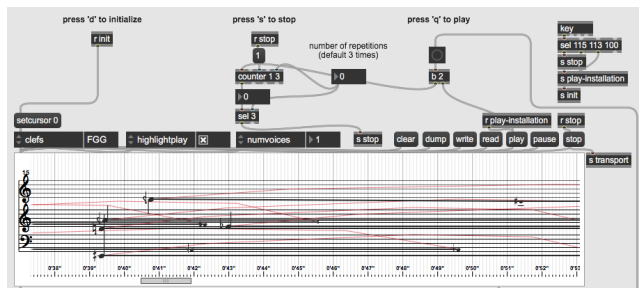 press 'd' to initialize
press 's' to stop
press 'q' to play
r init
r stop
1
number of repetitions
(default 3 times)
key
sel 115 113 100
s stop
s play-installation
s init
counter 1 3
0
b 2
0
sel 3
setcursor 0
r play-installation
r stop
clefs
FGG
highlightplay
numvoices
1
s stop
clear
dump
write
read
play
pause
stop
s transport
15
0'38"
0'39"
0'40"
0'41"
0'42"
0'43"
0'44"
0'45"
0'46"
0'47"
0'48"
0'49"
0'50"
0'51"
0'52"
0'53